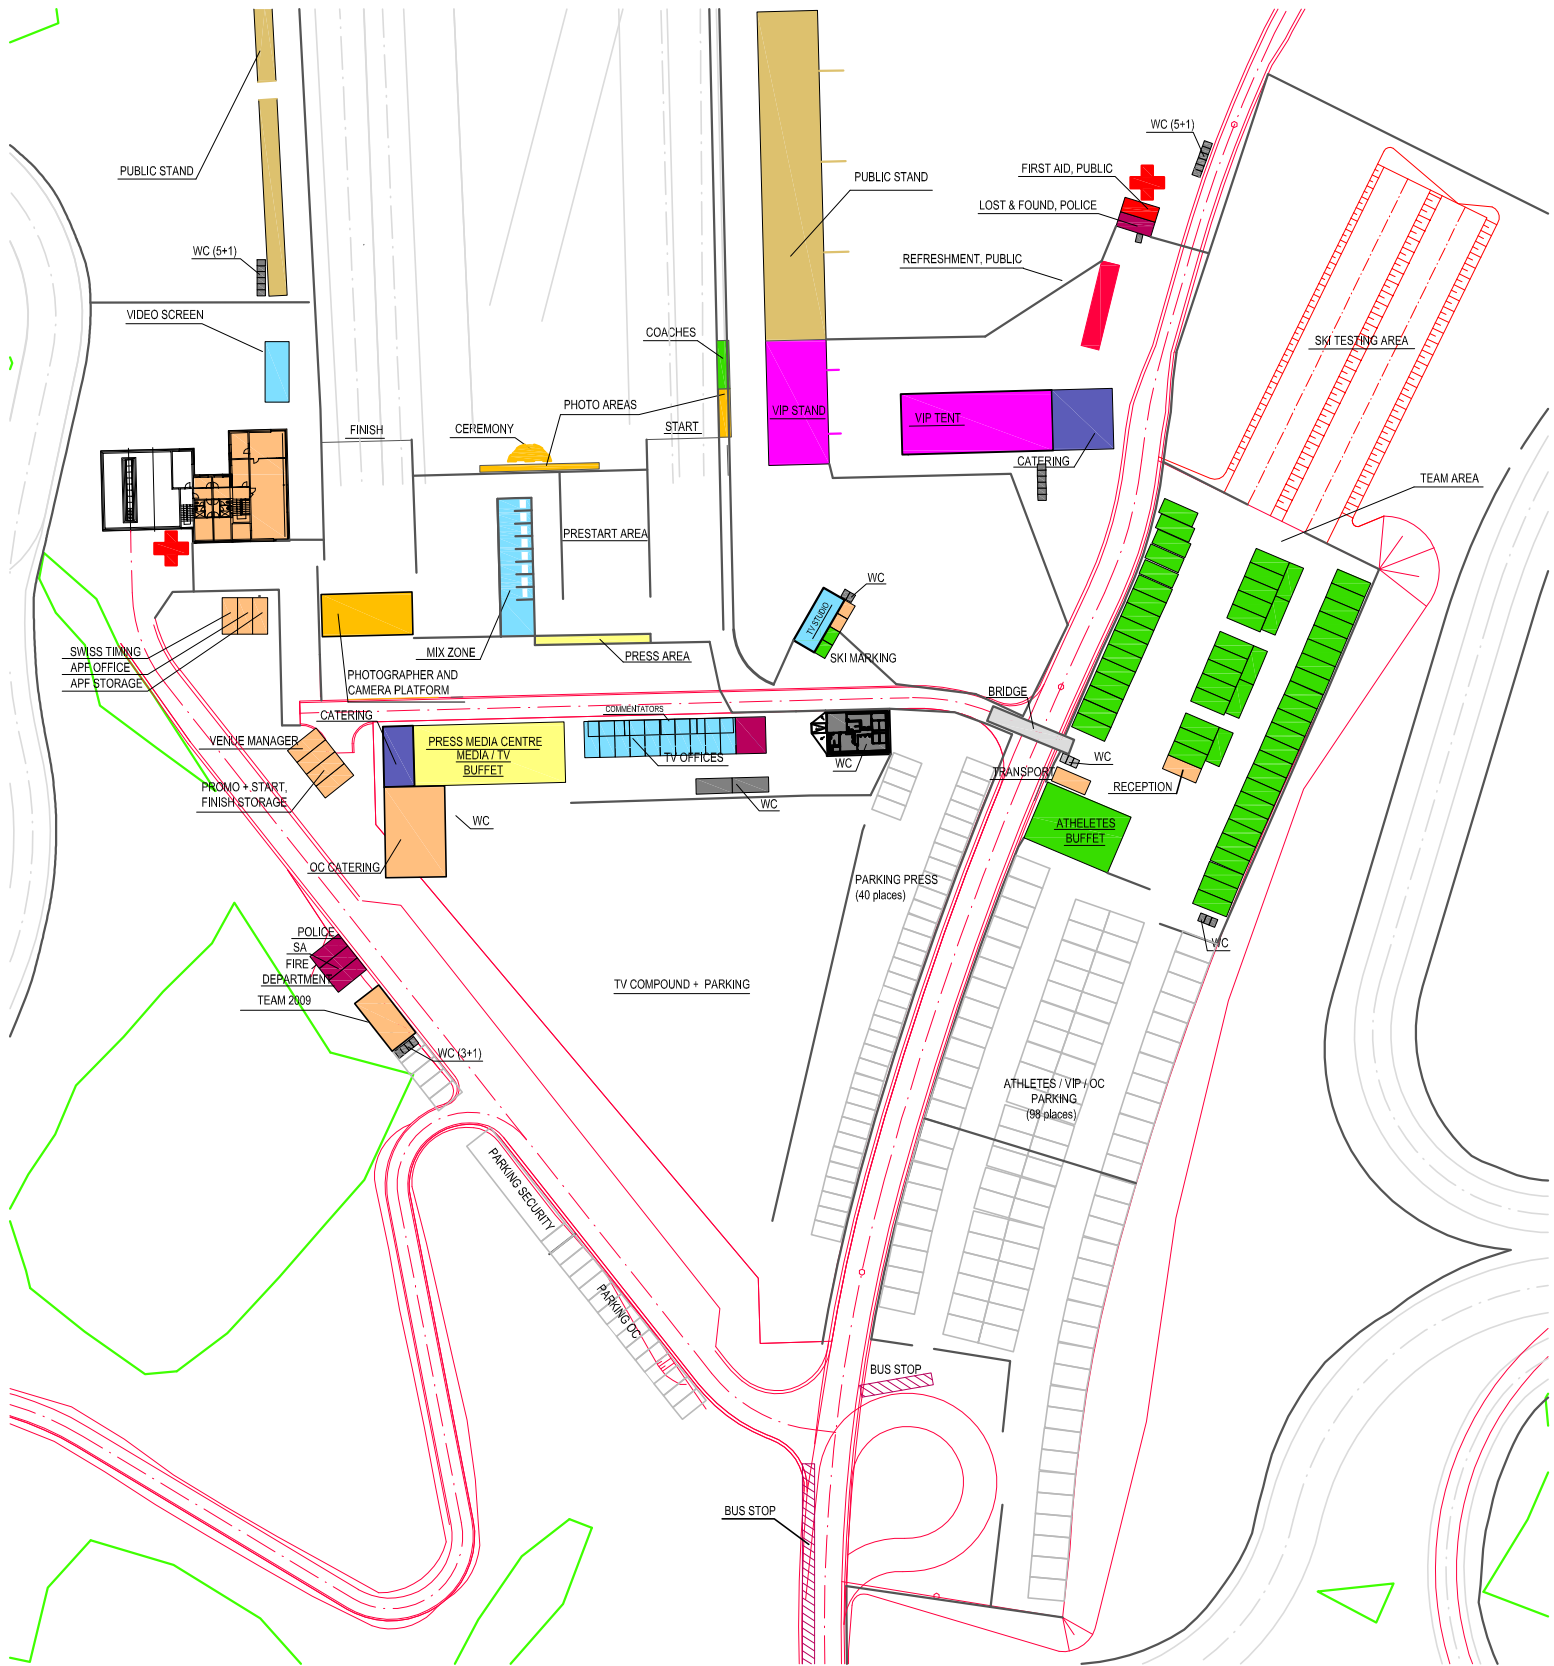 WC (5+1)
PUBLIC STAND
FIRST AID, PUBLIC
PUBLIC STAND
LOST & FOUND, POLICE
WC (5+1)
REFRESHMENT, PUBLIC
VIDEO SCREEN
COACHES
SKI TESTING AREA
PHOTO AREAS
VIP STAND
VIP TENT
FINISH
CEREMONY
START
CATERING
TEAM AREA
PRESTART AREA
WC
TV STUDIO
SWISS TIMING
APF OFFICE
APF STORAGE
MIX ZONE
PRESS AREA
SKI MARKING
PHOTOGRAPHER AND
CAMERA PLATFORM
BRIDGE
CATERING
COMMENTATORS
VENUE MANAGER
PRESS MEDIA CENTRE
MEDIA / TV
BUFFET
TV OFFICES
WC
WC
TRANSPORT
PROMO + START,
FINISH STORAGE
RECEPTION
WC
WC
ATHELETES
BUFFET
OC CATERING
PARKING PRESS
(40 places)
POLICE
SA
FIRE
DEPARTMENT
WC
TV COMPOUND + PARKING
TEAM 2009
WC (3+1)
ATHLETES / VIP / OC
PARKING
(98 places)
PARKING SECURITY
PARKING OC
BUS STOP
BUS STOP